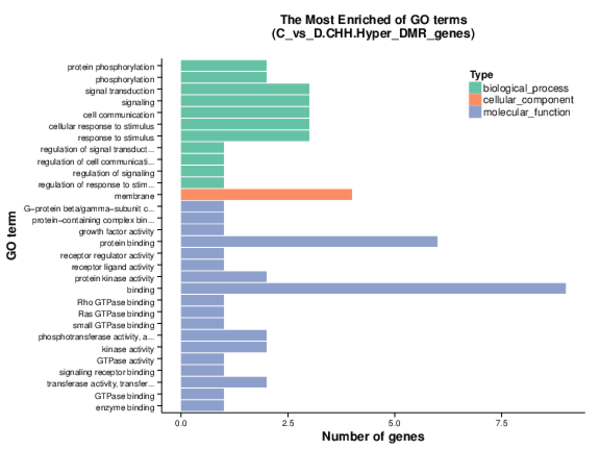 The Most Enriched of GO terms
(C_vs_D.CHH.Hyper_DMR_genes)
GO term
protein phosphorylation
phosphorylation
signal transduction
signaling
cell communication
cellular response to stimulus
response to stimulus
regulation of signal transduct...
regulation of cell communicati...
regulation of signaling
regulation of response to stim...
membrane
G−protein beta/gamma−subunit c...
protein−containing complex bin...
growth factor activity
protein binding
receptor regulator activity
receptor ligand activity
protein kinase activity
binding
Rho GTPase binding
Ras GTPase binding
small GTPase binding
phosphotransferase activity, a...
kinase activity
GTPase activity
signaling receptor binding
transferase activity, transfer...
GTPase binding
enzyme binding
Type
biological_process
cellular_component
molecular_function
0.0 2.5 5.0 7.5
Number of genes